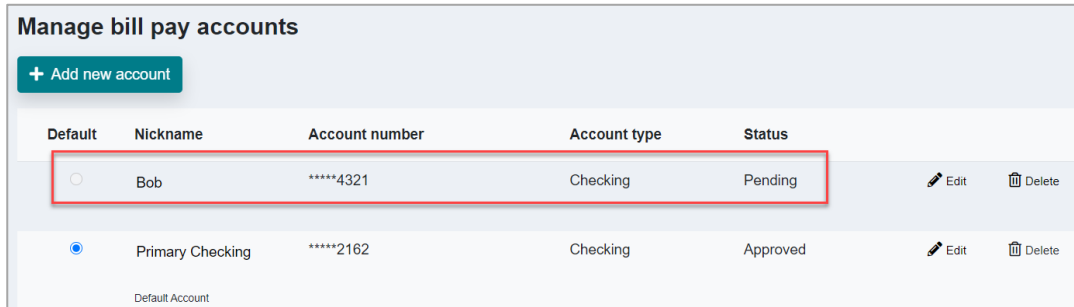 Manage bill pay accounts
+ Add new account
Default Nickname Account number Account type Status
Bob *****4321 Checking Pending Edit Delete
Primary Checking *****2162 Checking Approved Edit Delete
Default Account